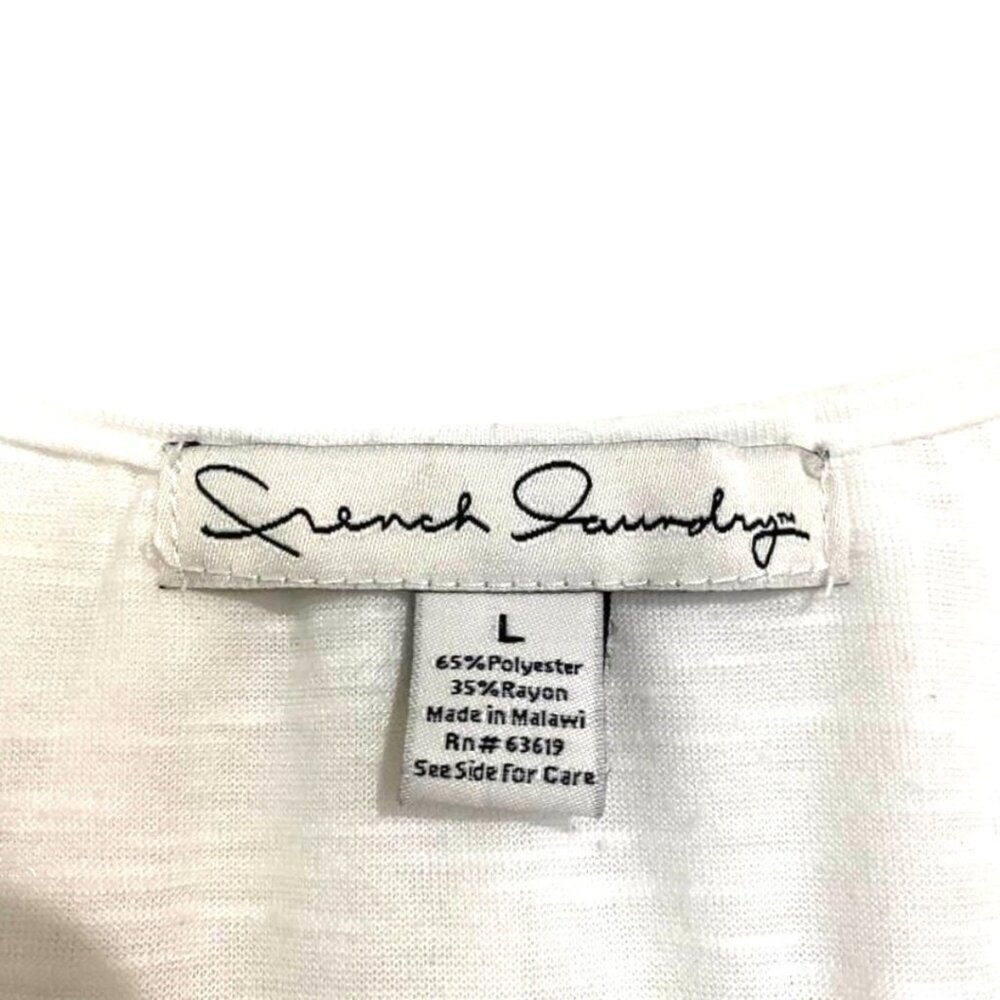 French Laundry™
L
65%Polyester
35%Rayon
Made in Malawi
Rn# 63619
See Side For Care